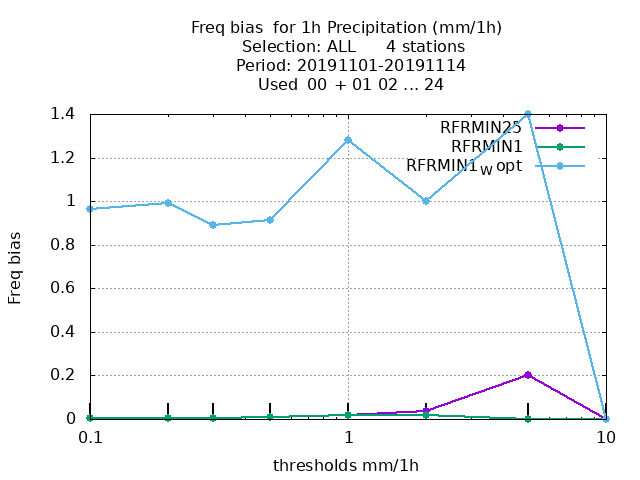 Freq bias  for 1h Precipitation (mm/1h)
Selection: ALL      4 stations
Period: 20191101-20191114
Used  00  + 01 02 ... 24
RFRMIN25
RFRMIN1
RFRMIN1W opt
1.4
1.2
1
0.8
0.6
0.4
0.2
0
Freq bias
0.1
1
10
thresholds mm/1h